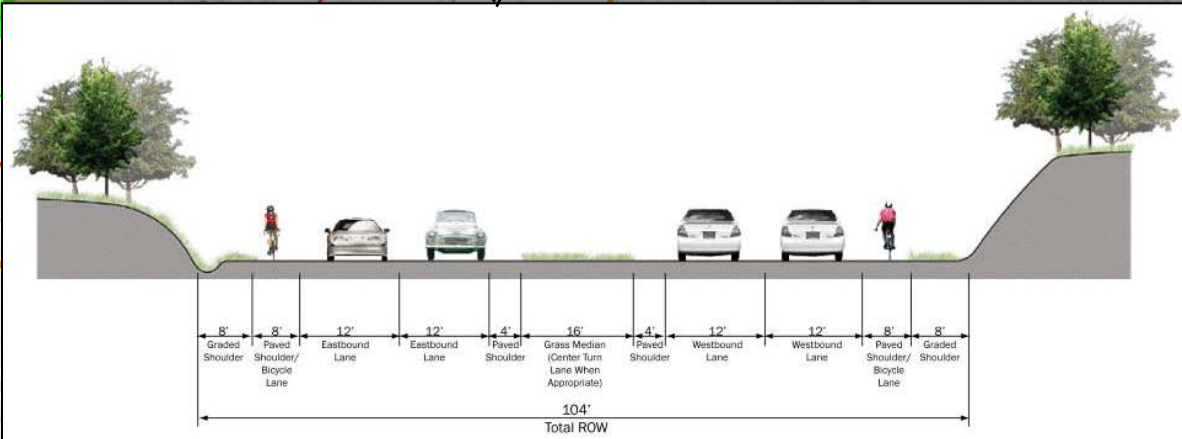 8' 8' 12' 12' 4' 16' 4' 12' 12' 8' 8'
Graded Shoulder
Paved Shoulder/ Bicycle Lane
Eastbound Lane
Eastbound Lane
Paved Shoulder
Grass Median (Center Turn Lane When Appropriate)
Paved Shoulder
Westbound Lane
Westbound Lane
Paved Shoulder/ Bicycle Lane
Graded Shoulder
104'
Total ROW